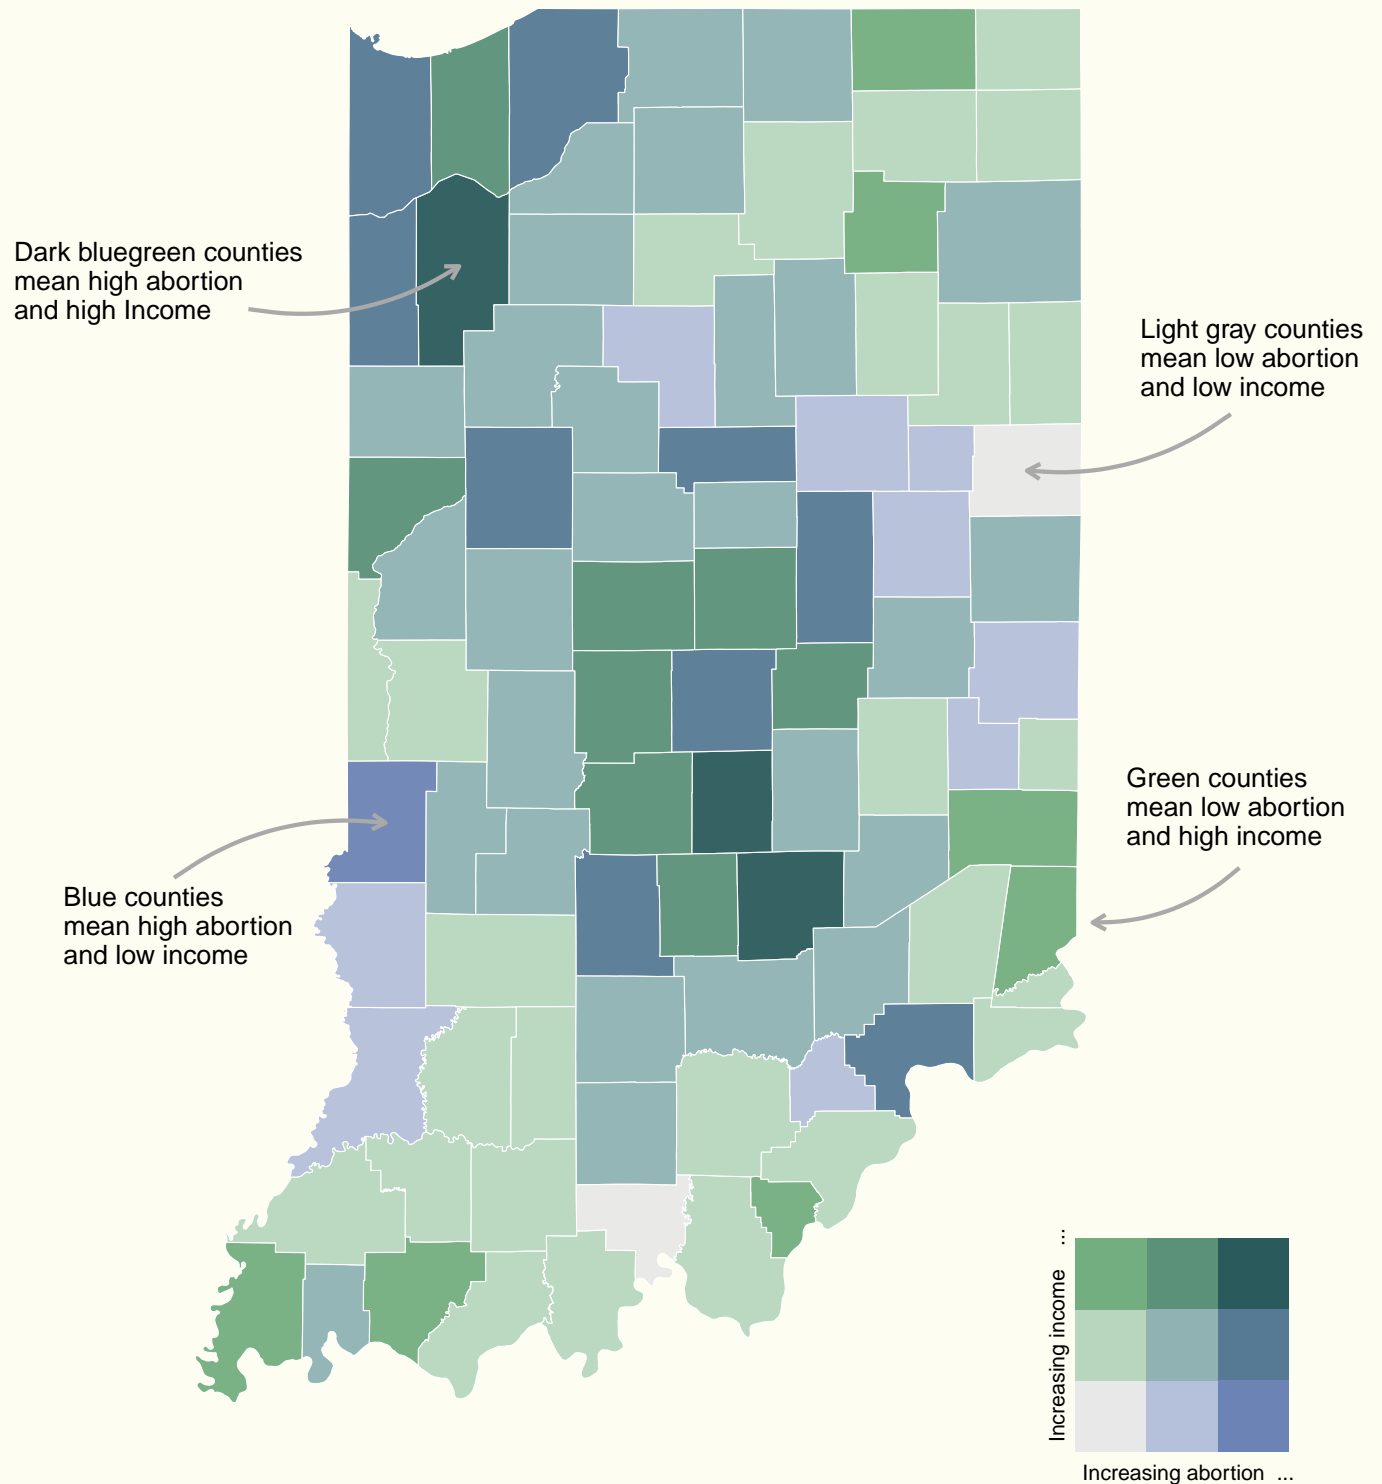 Dark bluegreen counties
mean high abortion
and high Income
Light gray counties
mean low abortion
and low income
Green counties
mean low abortion
and high income
Blue counties
mean high abortion
and low income
Increasing income ...
Increasing abortion ...